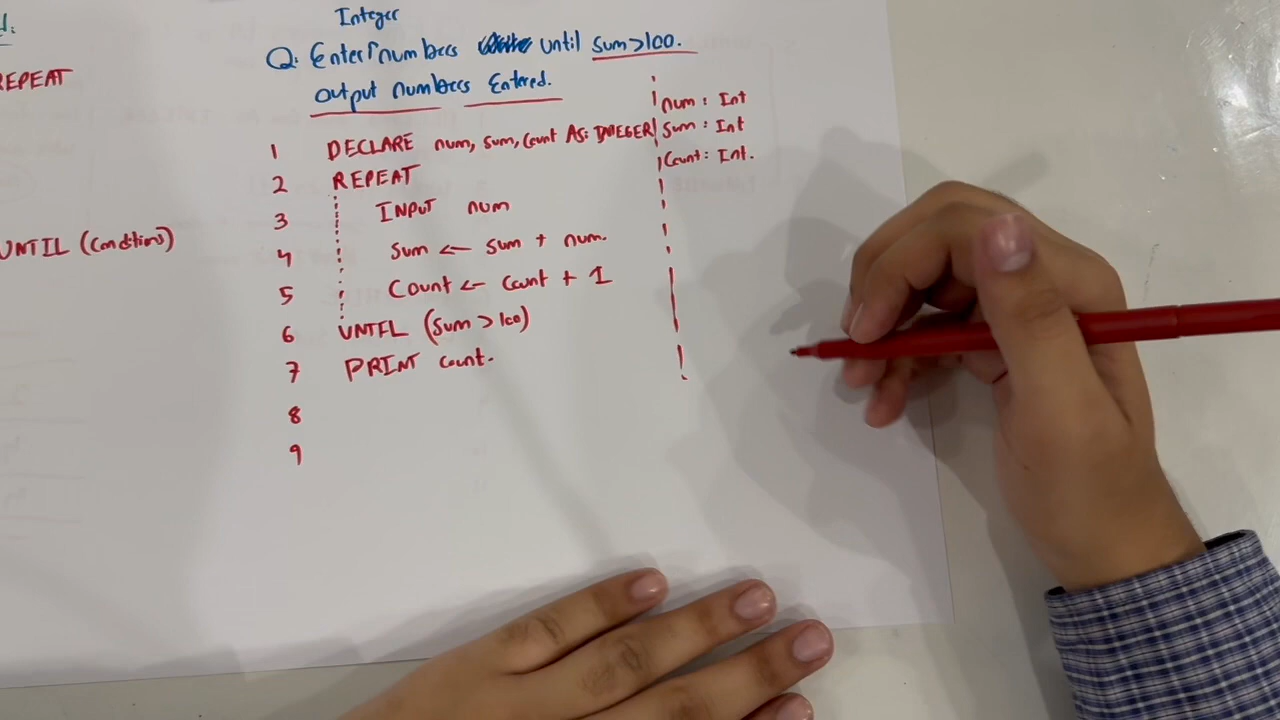 REPEAT
UNTIL (Conditions)
Integer
Q: Enter numbers until sum>100.
output numbers Entered.
1 DECLARE num, sum, Count AS: INTEGER
2 REPEAT
3 INPUT num
4 Sum ← sum + num.
5 Count ← Count + 1
6 UNTIL (Sum > 100)
7 PRINT Count.
8
9
num : Int
Sum : Int
Count : Int.